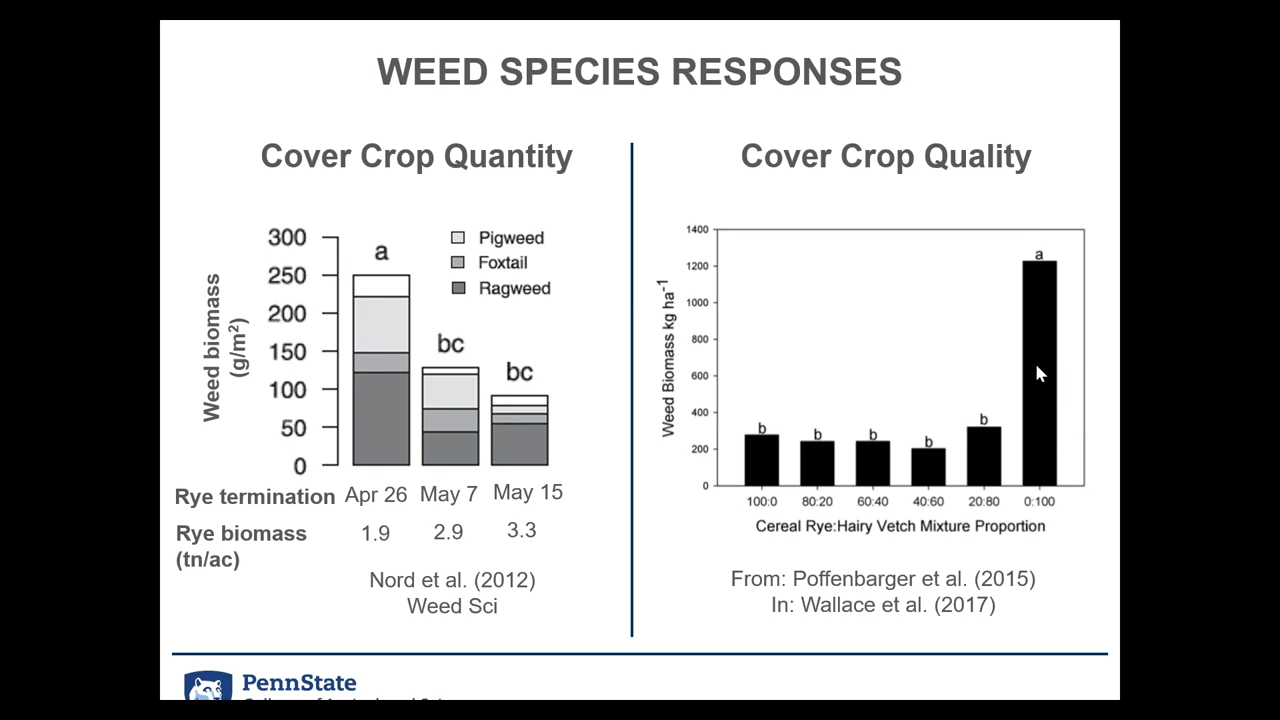 WEED SPECIES RESPONSES
Cover Crop Quantity
300
250
200
150
100
50
0
Weed biomass
(g/m²)
a
bc
bc
Pigweed
Foxtail
Ragweed
Rye termination Apr 26 May 7 May 15
Rye biomass 1.9 2.9 3.3
(tn/ac)
Nord et al. (2012)
Weed Sci
Cover Crop Quality
1400
1200
1000
800
600
400
200
0
Weed Biomass kg ha⁻¹
b b b b b a
100:0 80:20 60:40 40:60 20:80 0:100
Cereal Rye:Hairy Vetch Mixture Proportion
From: Poffenbarger et al. (2015)
In: Wallace et al. (2017)
PennState